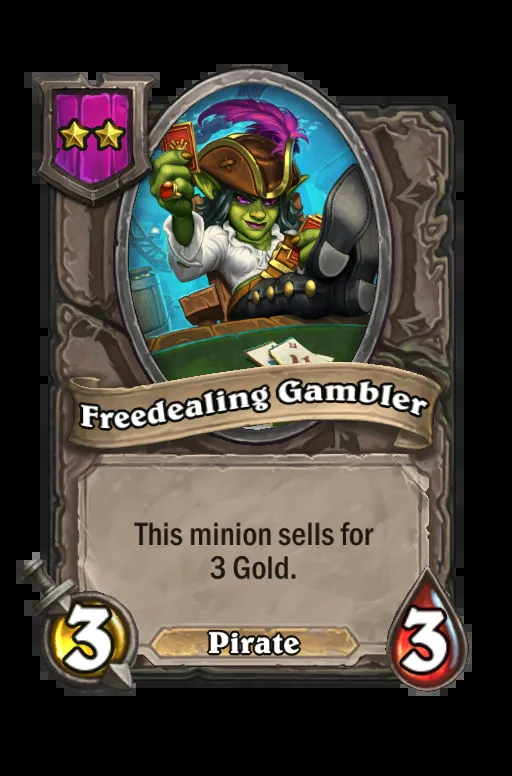 Freedealing Gambler
This minion sells for
3 Gold.
3
Pirate
3